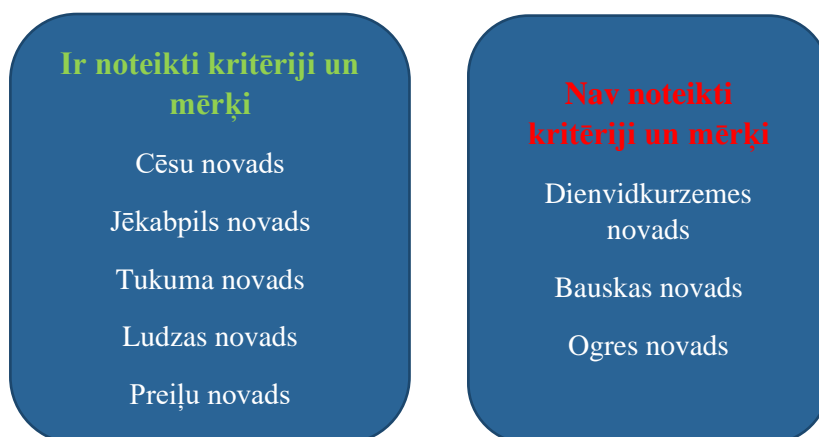 Ir noteikti kritēriji un
mērķi
Cēsu novads
Jēkabpils novads
Tukuma novads
Ludzas novads
Preiļu novads
Nav noteikti
kritēriji un mērķi
Dienvidkurzemes
novads
Bauskas novads
Ogres novads